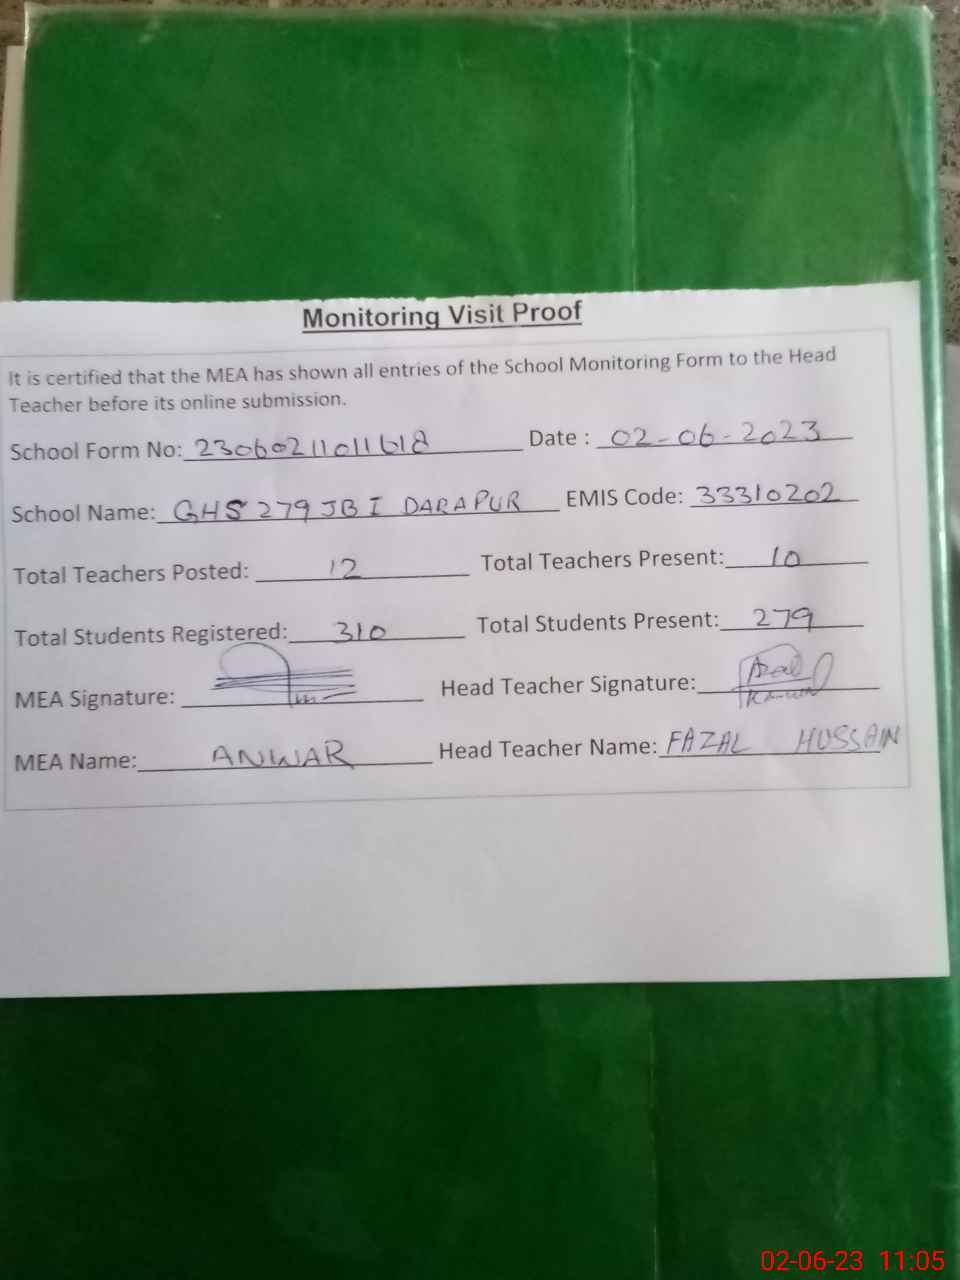 Monitoring Visit Proof
It is certified that the MEA has shown all entries of the School Monitoring Form to the Head
Teacher before its online submission.
School Form No: 23060211011618 Date : 02-06-2023
School Name: GHS 279 JB I DARAPUR EMIS Code: 33310202
Total Teachers Posted: 12 Total Teachers Present: 10
Total Students Registered: 310 Total Students Present: 279
MEA Signature: Head Teacher Signature:
MEA Name: ANWAR Head Teacher Name: FAZAL HUSSAIN
02-06-23 11:05